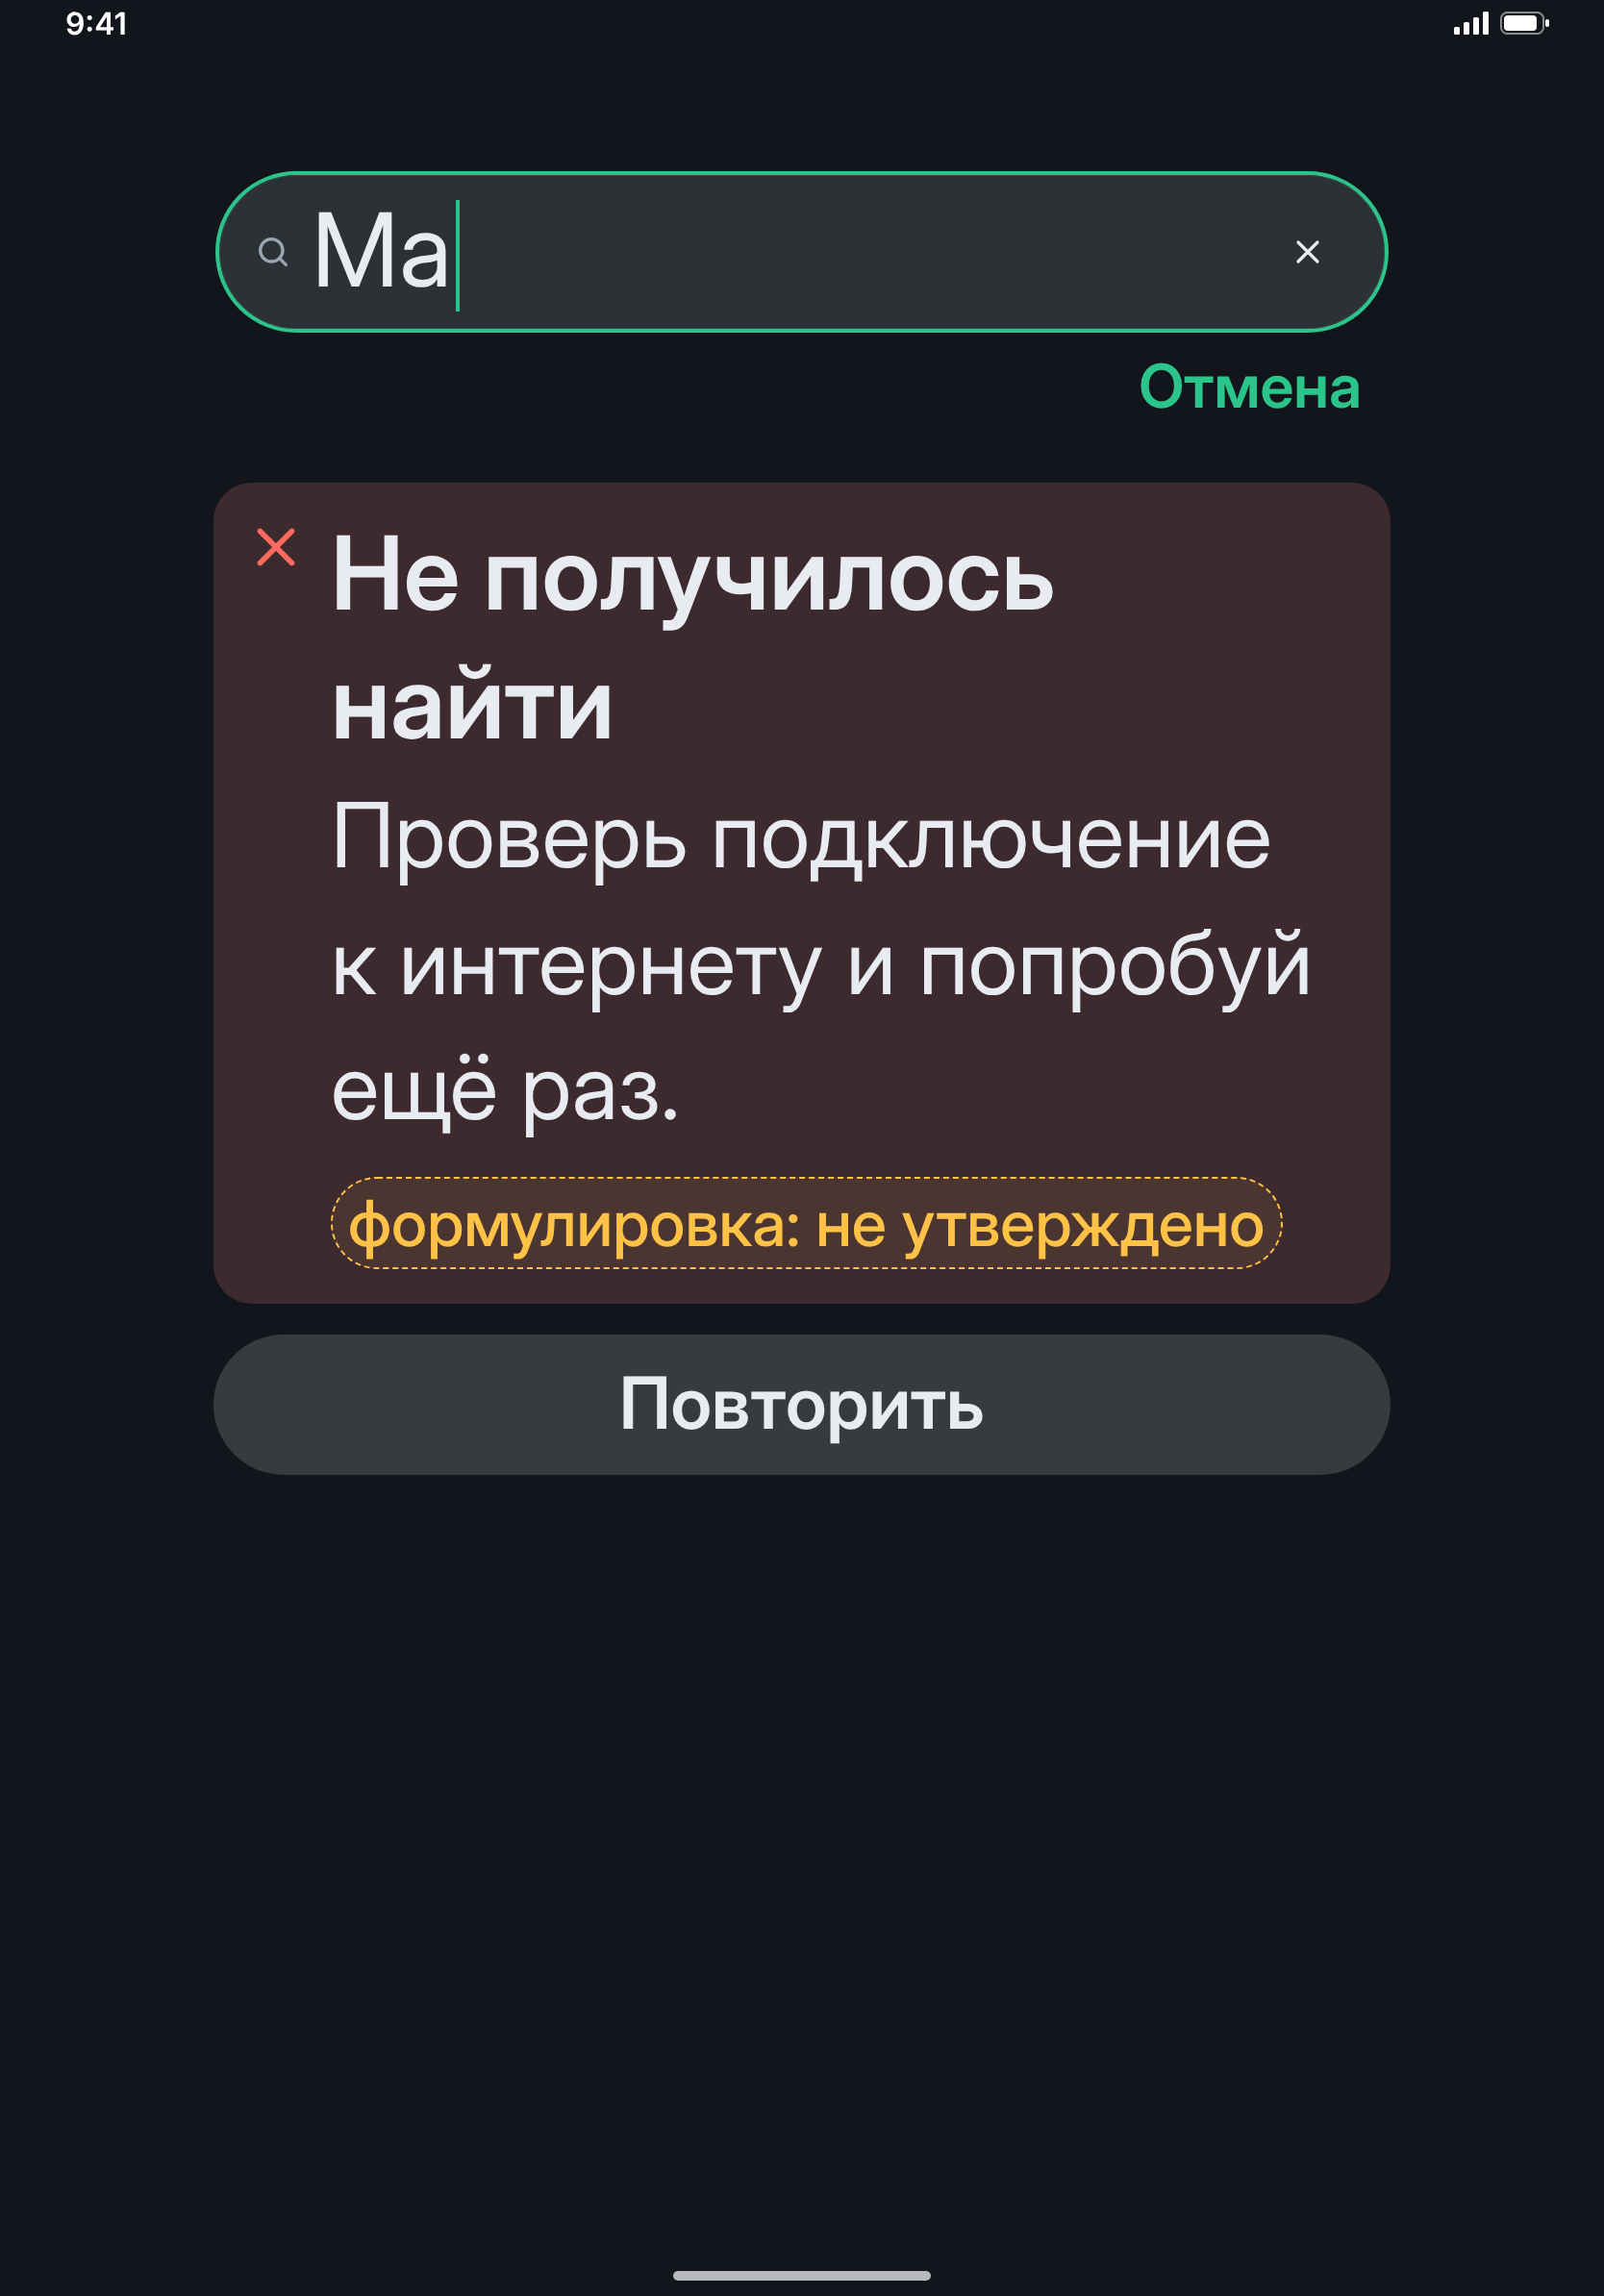 9:41
Ма
Отмена
Не получилось
найти
Проверь подключение
к интернету и попробуй
ещё раз.
формулировка: не утверждено
Повторить